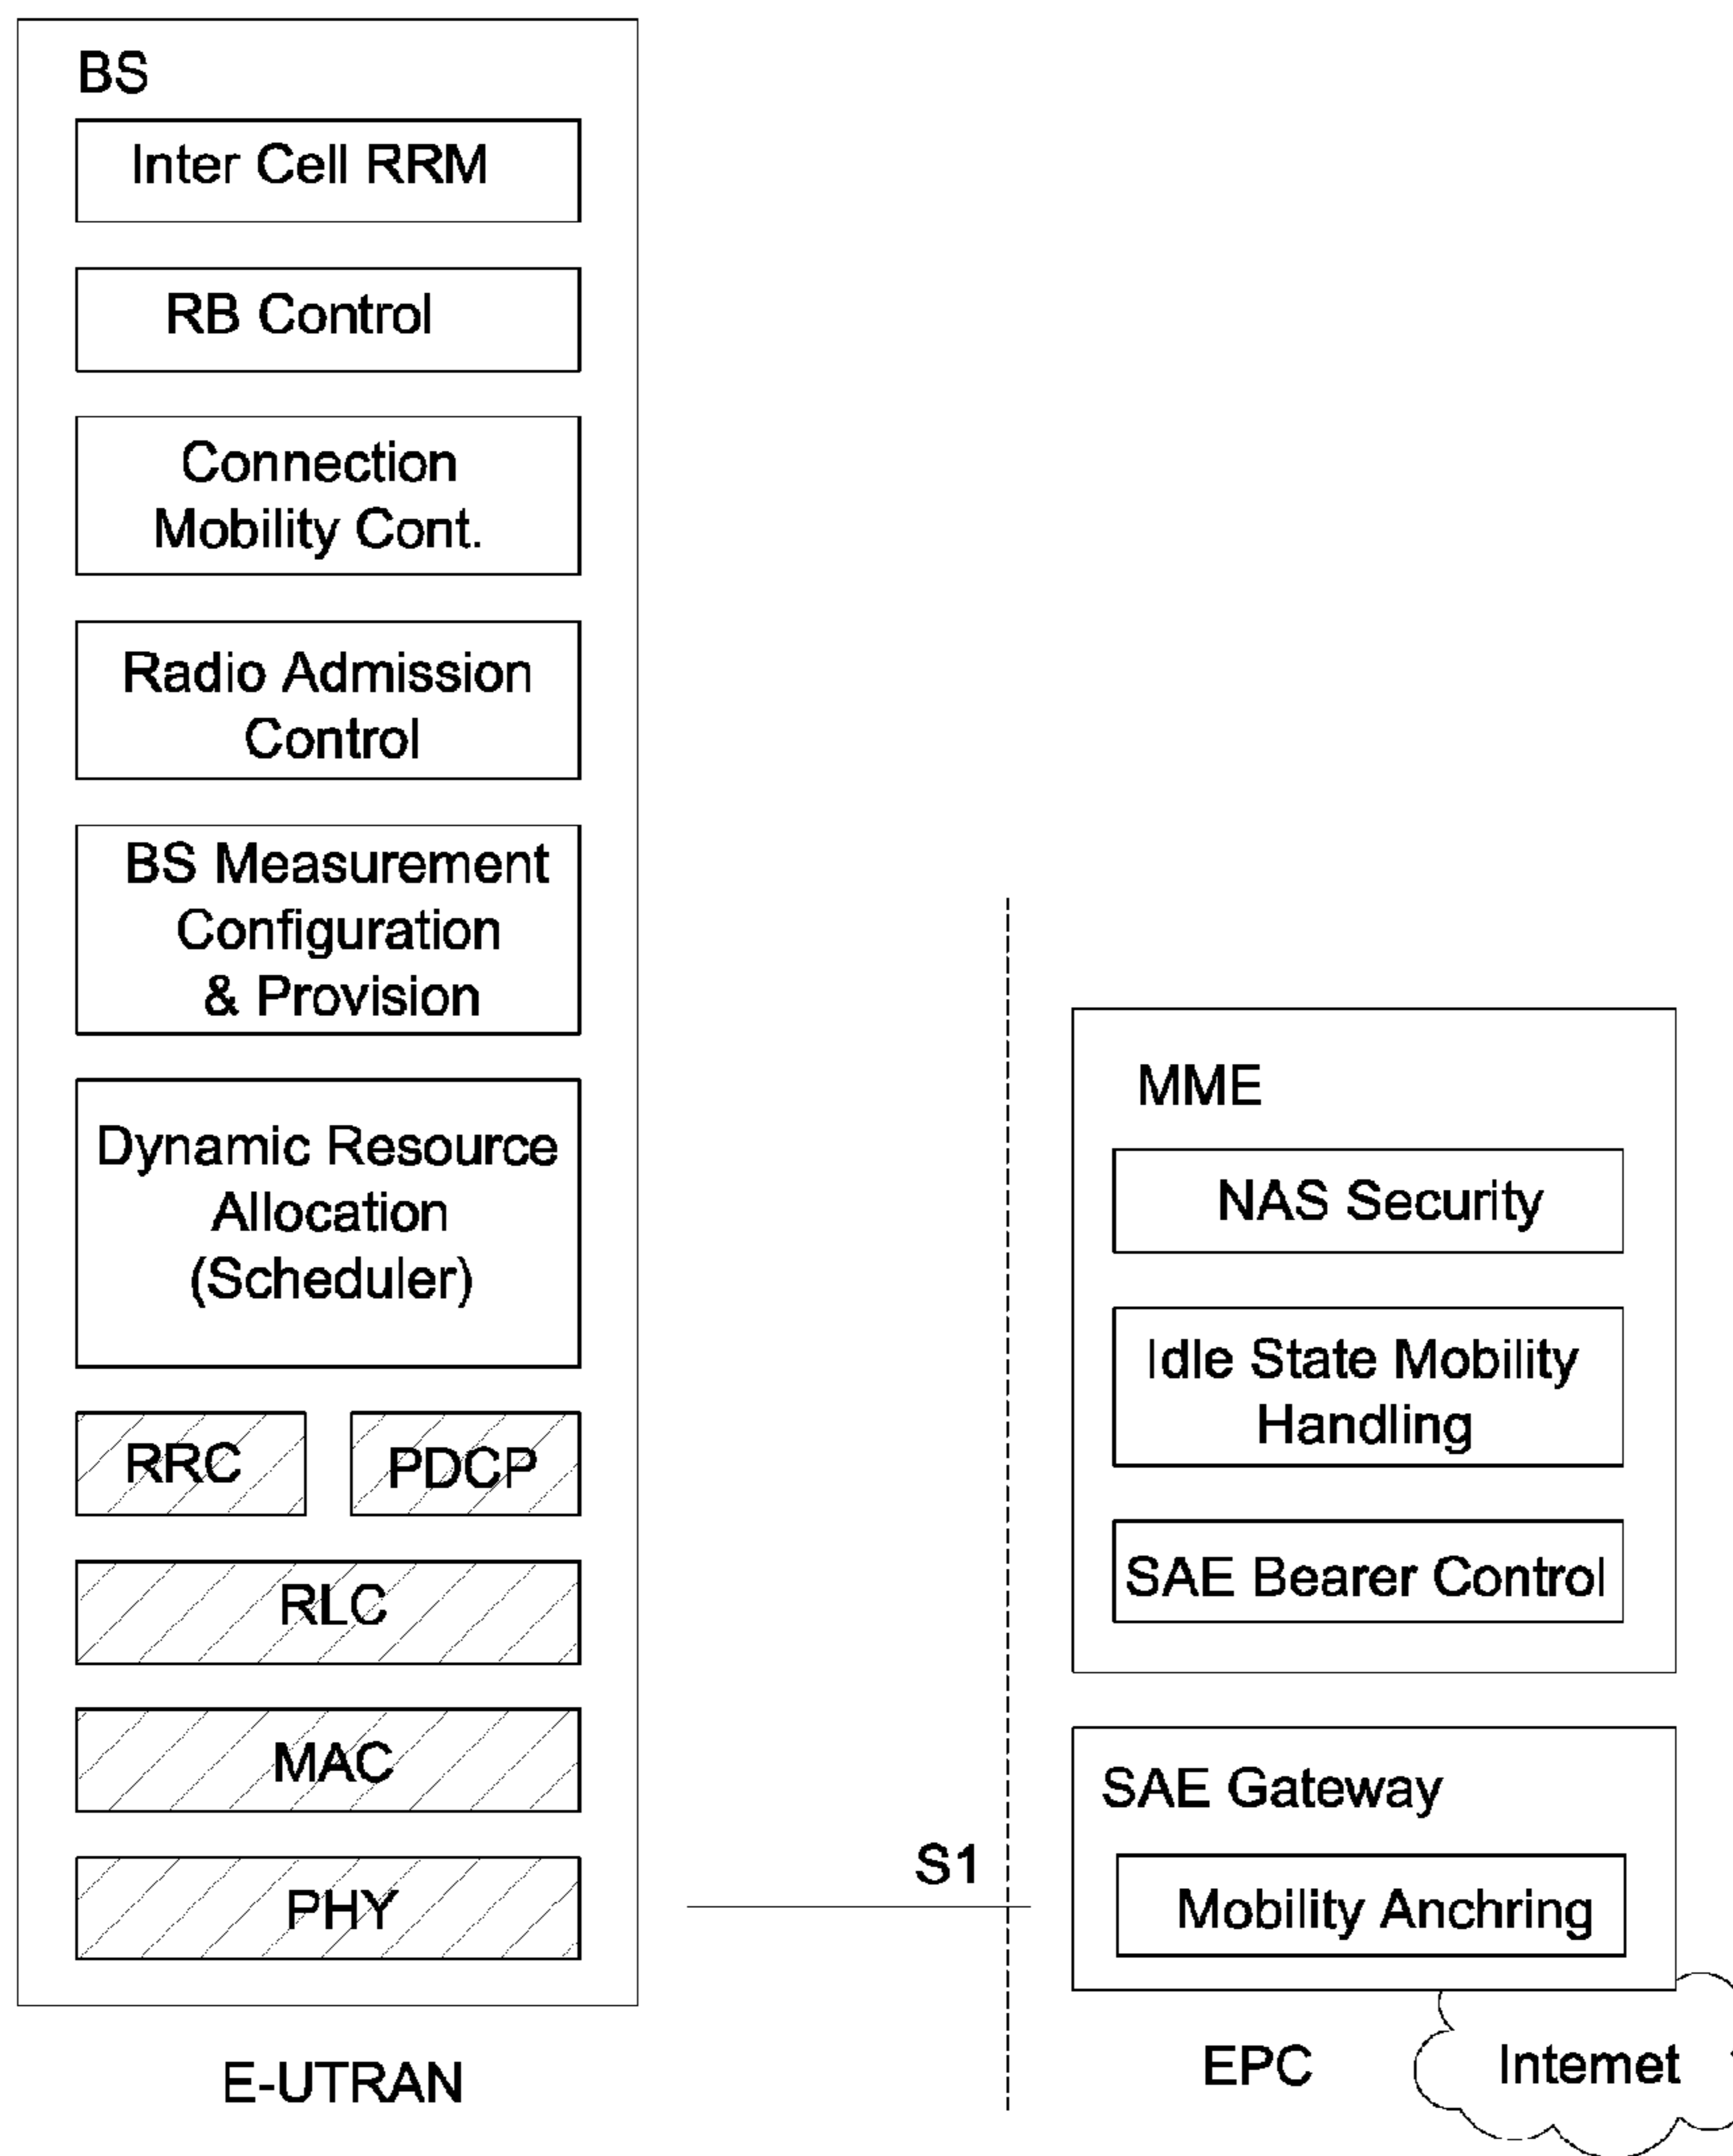 BS
Inter Cell RRM
RB Control
Connection
Mobility Cont.
Radio Admission
Control
BS Measurement
Configuration
& Provision
Dynamic Resource
Allocation
(Scheduler)
RRC
PDCP
RLC
MAC
PHY
E-UTRAN
S1
MME
NAS Security
Idle State Mobility
Handling
SAE Bearer Control
SAE Gateway
Mobility Anchring
EPC
Internet